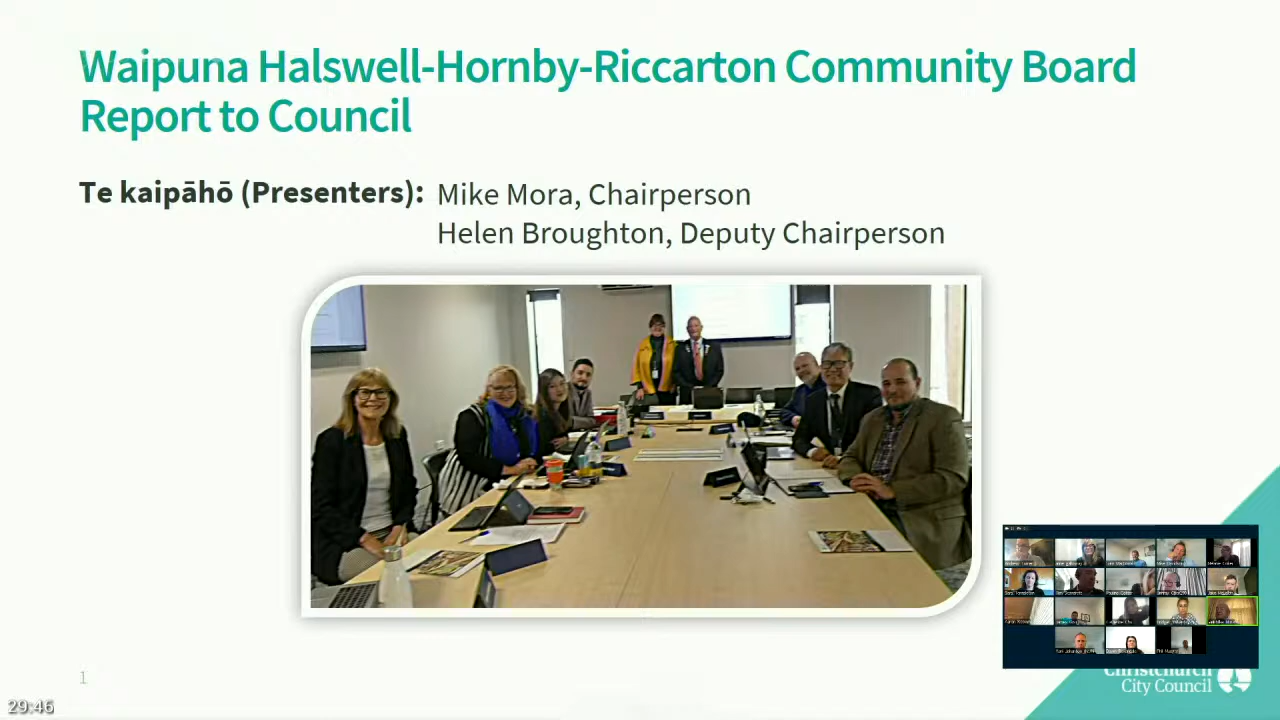 Waipuna Halswell-Hornby-Riccarton Community Board
Report to Council
Te kaipāhō (Presenters): Mike Mora, Chairperson
Helen Broughton, Deputy Chairperson
1
Christchurch
City Council
29:46